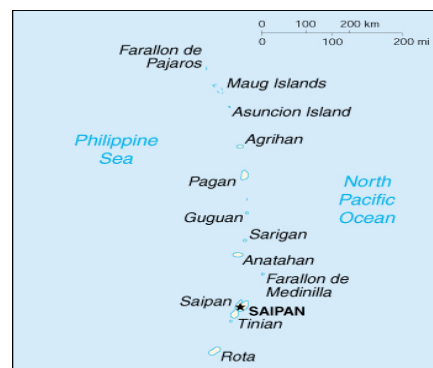 0 100 200 km
0 100 200 mi
Farallon de
Pajaros
Maug Islands
Asuncion Island
Philippine
Sea
Agrihan
Pagan
North
Pacific
Ocean
Guguan
Sarigan
Anatahan
Farallon de
Medinilla
Saipan
SAIPAN
Tinian
Rota